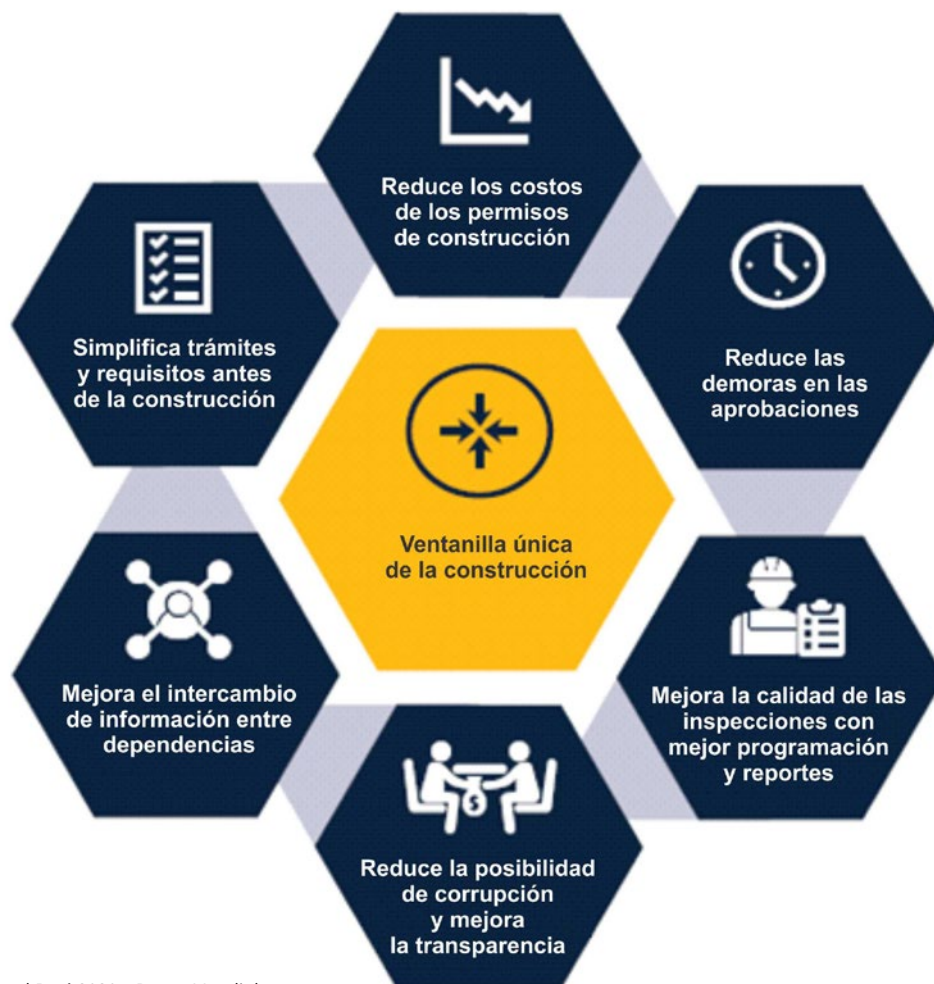 Reduce los costos
de los permisos
de construcción
Reduce las
demoras en las
aprobaciones
Mejora la calidad de las
inspecciones con
mejor programación
y reportes
Reduce la posibilidad
de corrupción
y mejora
la transparencia
Mejora el intercambio
de información entre
dependencias
Simplifica trámites
y requisitos antes
de la construcción
Ventanilla única
de la construcción
$